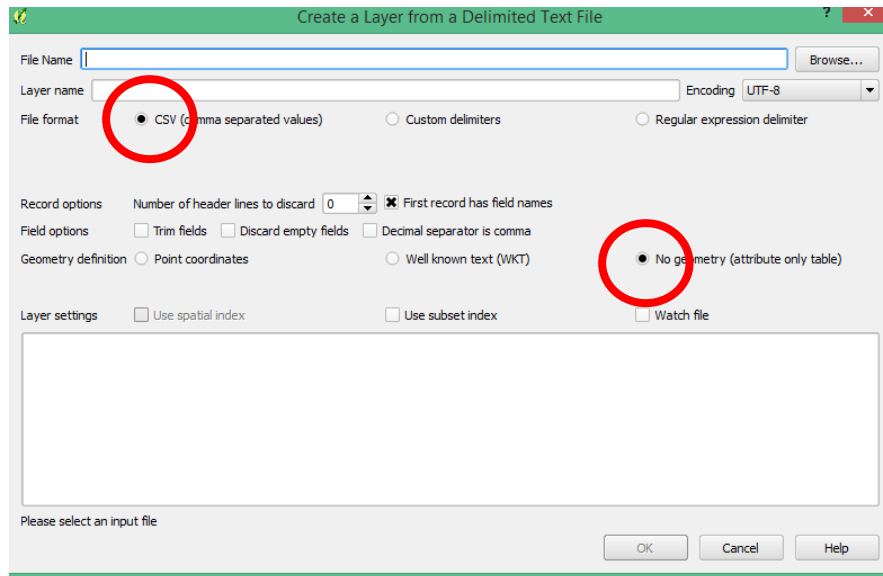 Create a Layer from a Delimited Text File ?
File Name Browse...
Layer name Encoding UTF-8
File format CSV (comma separated values) Custom delimiters Regular expression delimiter
Record options Number of header lines to discard 0 First record has field names
Field options Trim fields Discard empty fields Decimal separator is comma
Geometry definition Point coordinates Well known text (WKT) No geometry (attribute only table)
Layer settings Use spatial index Use subset index Watch file
Please select an input file
OK Cancel Help